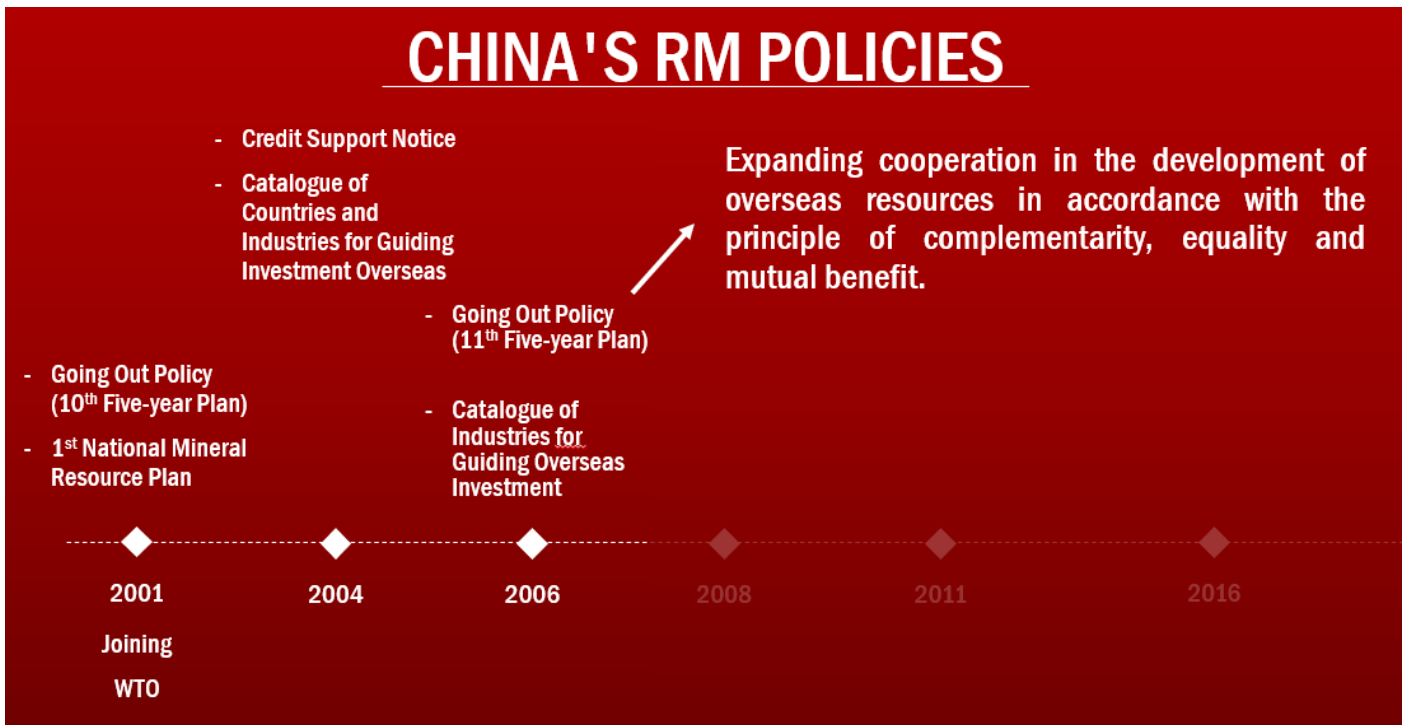 CHINA'S RM POLICIES
- Credit Support Notice
- Catalogue of
Countries and
Industries for Guiding
Investment Overseas
Expanding cooperation in the development of
overseas resources in accordance with the
principle of complementarity, equality and
mutual benefit.
- Going Out Policy
(11th Five-year Plan)
- Going Out Policy
(10th Five-year Plan)
- 1st National Mineral
Resource Plan
- Catalogue of
Industries for
Guiding Overseas
Investment
2001
2004
2006
2008
2011
2016
Joining
WTO